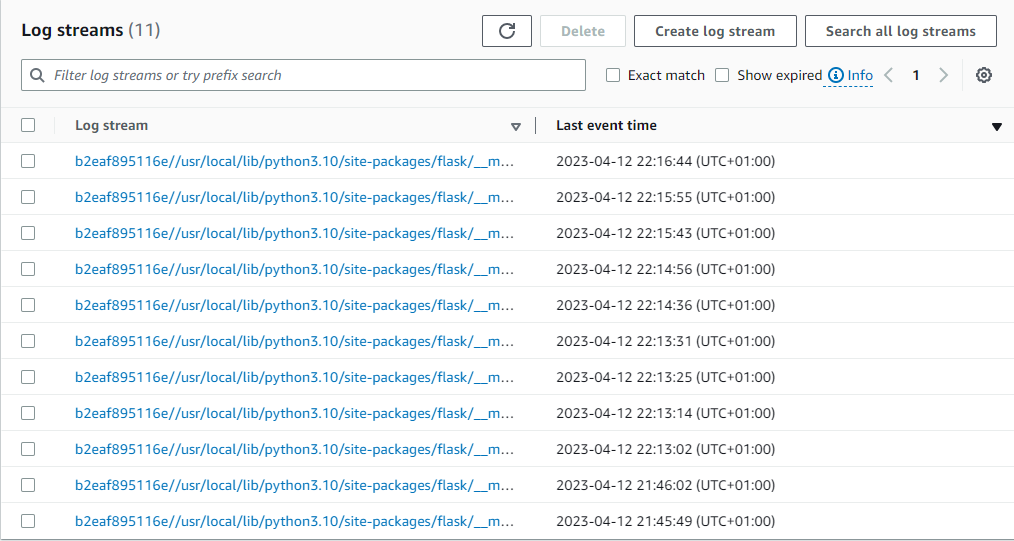 Log streams (11)
Delete
Create log stream
Search all log streams
Filter log streams or try prefix search
Exact match
Show expired
Info
1
Log stream
Last event time
b2eaf895116e//usr/local/lib/python3.10/site-packages/flask/__m... 2023-04-12 22:16:44 (UTC+01:00)
b2eaf895116e//usr/local/lib/python3.10/site-packages/flask/__m... 2023-04-12 22:15:55 (UTC+01:00)
b2eaf895116e//usr/local/lib/python3.10/site-packages/flask/__m... 2023-04-12 22:15:43 (UTC+01:00)
b2eaf895116e//usr/local/lib/python3.10/site-packages/flask/__m... 2023-04-12 22:14:56 (UTC+01:00)
b2eaf895116e//usr/local/lib/python3.10/site-packages/flask/__m... 2023-04-12 22:14:36 (UTC+01:00)
b2eaf895116e//usr/local/lib/python3.10/site-packages/flask/__m... 2023-04-12 22:13:31 (UTC+01:00)
b2eaf895116e//usr/local/lib/python3.10/site-packages/flask/__m... 2023-04-12 22:13:25 (UTC+01:00)
b2eaf895116e//usr/local/lib/python3.10/site-packages/flask/__m... 2023-04-12 22:13:14 (UTC+01:00)
b2eaf895116e//usr/local/lib/python3.10/site-packages/flask/__m... 2023-04-12 22:13:02 (UTC+01:00)
b2eaf895116e//usr/local/lib/python3.10/site-packages/flask/__m... 2023-04-12 21:46:02 (UTC+01:00)
b2eaf895116e//usr/local/lib/python3.10/site-packages/flask/__m... 2023-04-12 21:45:49 (UTC+01:00)